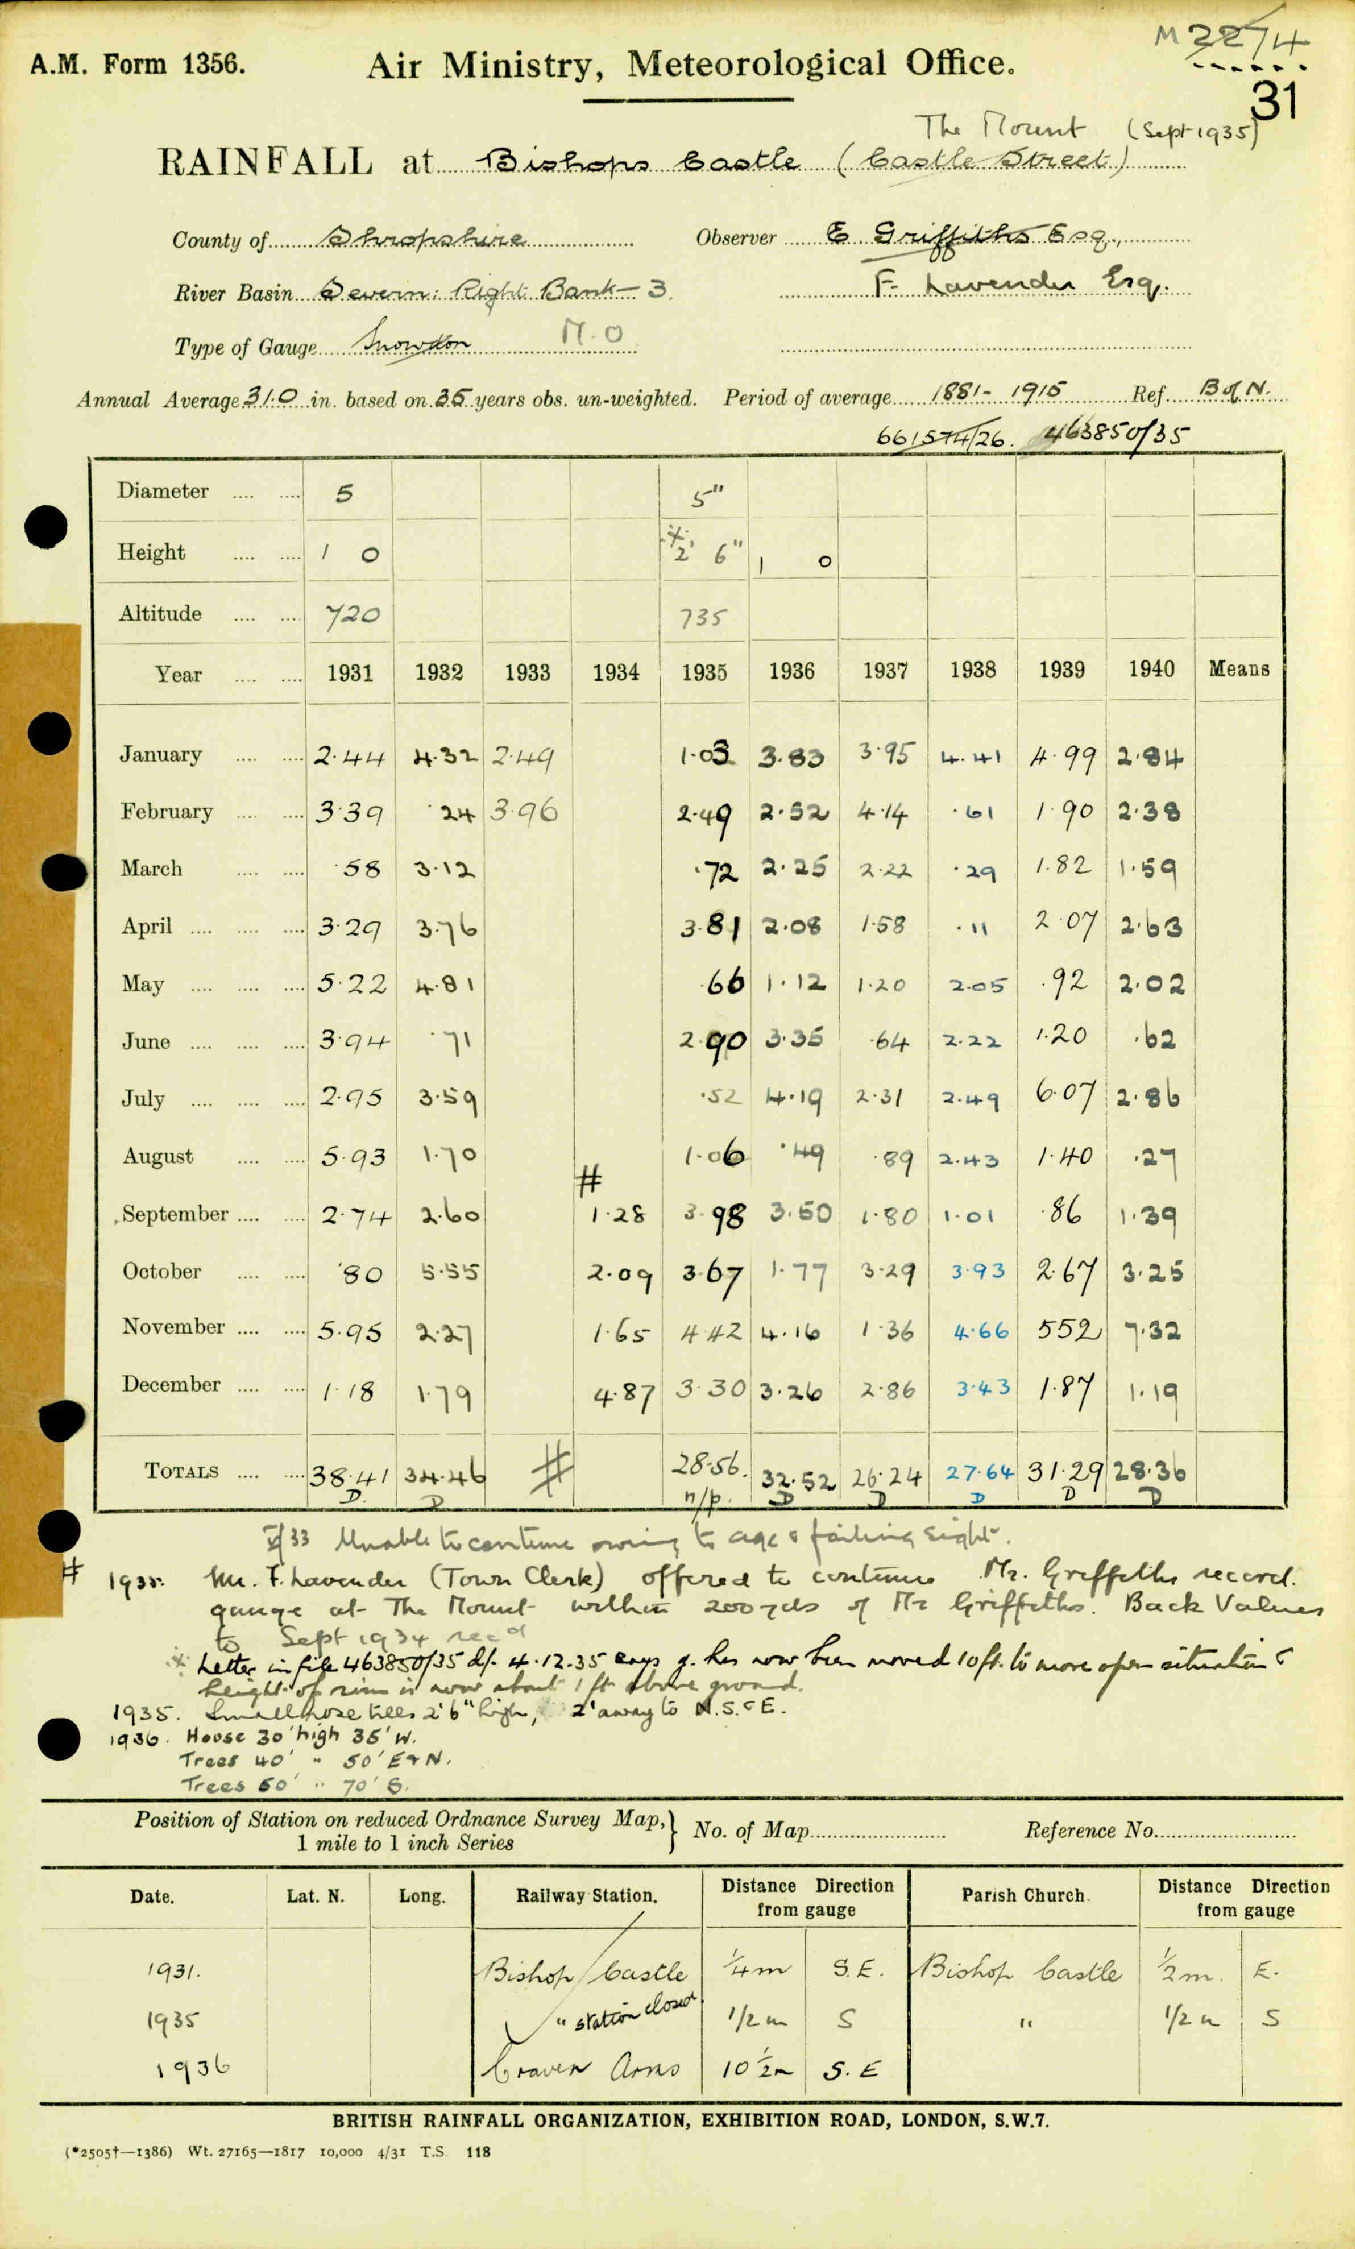 M 2274
A.M. Form 1356. Air Ministry, Meteorological Office.
31
The Mount (Sept 1935)
RAINFALL at Bishops Castle (Castle Street)
County of Shropshire Observer E Griffiths Esq.,
River Basin Severn: Right Bank—3. F. Lavender Esq.
Type of Gauge Snowdon M.O
Annual Average 31.0 in. based on 35 years obs. un-weighted. Period of average 1881-1915 Ref. B of N.
661574/26. 463850/35
Diameter .... .... 5 5"
Height .... .... 1 0 * 2' 6" 1 0
Altitude .... .... 720 735
Year .... .... 1931 1932 1933 1934 1935 1936 1937 1938 1939 1940 Means
January .... .... 2.44 4.32 2.49 1.03 3.83 3.95 4.41 4.99 2.84
February .... .... 3.39 .24 3.96 2.49 2.52 4.14 .61 1.90 2.38
March .... .... .58 3.12 .72 2.25 2.22 .29 1.82 1.59
April .... .... .... 3.29 3.76 3.81 2.08 1.58 .11 2.07 2.63
May .... .... .... 5.22 4.81 .66 1.12 1.20 2.05 .92 2.02
June .... .... .... 3.94 .71 2.90 3.35 .64 2.22 1.20 .62
July .... .... .... 2.95 3.59 .52 4.19 2.31 2.49 6.07 2.86
August .... .... 5.93 1.70 1.06 .49 .89 2.43 1.40 .27
#
September .... .... 2.74 2.60 1.28 3.98 3.50 1.80 1.01 .86 1.39
October .... .... .80 5.55 2.09 3.67 1.77 3.29 3.93 2.67 3.25
November .... .... 5.95 2.27 1.65 4.42 4.16 1.36 4.66 5.52 7.32
December .... .... 1.18 1.79 4.87 3.30 3.26 2.86 3.43 1.87 1.19
TOTALS .... .... 38.41 34.46 # 28.56. 32.52 26.24 27.64 31.29 28.36
D. D n/p. D D D D D
/33 Unable to continue owing to age & failing sight.
# 1935. Mr. F. Lavender (Town Clerk) offered to continue Mr. Griffiths record.
gauge at The Mount within 200 yds of Mr Griffiths. Back Values
to Sept 1934 recd
* Letter in file 463850/35 d/. 4.12.35 says g. has now been moved 10ft. to more open situation &
height of rim is now about 1 ft above ground.
1935. Small rose trees 2'6" high, 2' away to N.S.&E.
1936. House 30' high 35' W.
Trees 40' " 50' E & N.
Trees 60' " 70' S.
Position of Station on reduced Ordnance Survey Map,
1 mile to 1 inch Series } No. of Map Reference No.
Date. Lat. N. Long. Railway Station. Distance Direction from gauge Parish Church. Distance Direction from gauge
1931. Bishop Castle 1/4m S.E. Bishop Castle 1/2m. E.
1935 " station closed 1/2m S " 1/2m S
1936 Craven Arms 10 1/2m S.E
BRITISH RAINFALL ORGANIZATION, EXHIBITION ROAD, LONDON, S.W.7.
(*2505†—1386) Wt. 27165—1817 10,000 4/31 T.S. 118